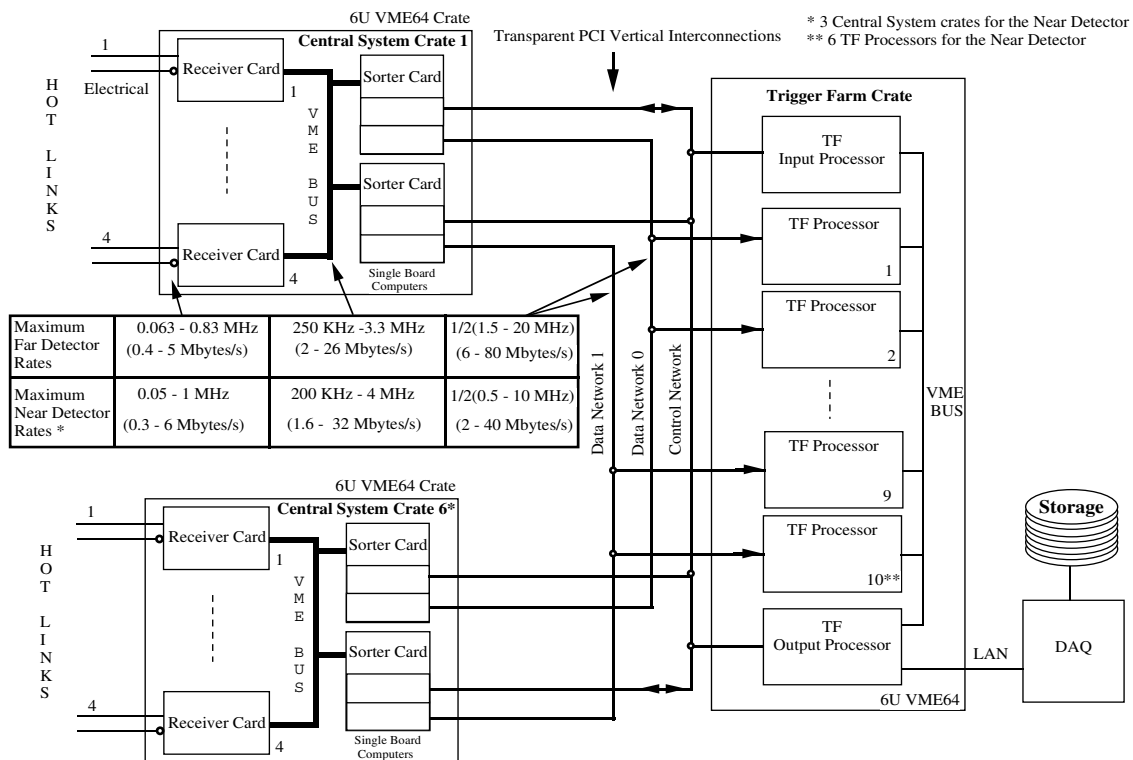 6U VME64 Crate
Central System Crate 1
1
HOT LINKS
Electrical
Receiver Card
1
VME BUS
Sorter Card
Sorter Card
4
Receiver Card
4
Single Board
Computers
Transparent PCI Vertical Interconnections
* 3 Central System crates for the Near Detector
** 6 TF Processors for the Near Detector
Trigger Farm Crate
TF
Input Processor
TF Processor
1
TF Processor
2
VME
BUS
TF Processor
9
TF Processor
10**
TF
Output Processor
6U VME64
LAN
DAQ
Storage
Maximum
Far Detector
Rates
0.063 - 0.83 MHz
(0.4 - 5 Mbytes/s)
250 KHz -3.3 MHz
(2 - 26 Mbytes/s)
1/2(1.5 - 20 MHz)
(6 - 80 Mbytes/s)
Maximum
Near Detector
Rates *
0.05 - 1 MHz
(0.3 - 6 Mbytes/s)
200 KHz - 4 MHz
(1.6 - 32 Mbytes/s)
1/2(0.5 - 10 MHz)
(2 - 40 Mbytes/s)
Data Network 1
Data Network 0
Control Network
6U VME64 Crate
Central System Crate 6*
1
HOT LINKS
Receiver Card
1
VME BUS
Sorter Card
Sorter Card
4
Receiver Card
4
Single Board
Computers